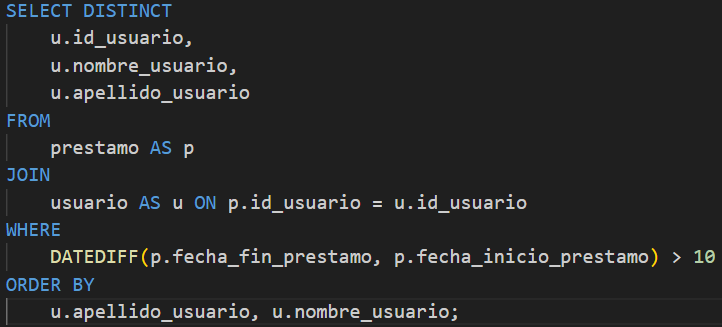 SELECT DISTINCT
    u.id_usuario,
    u.nombre_usuario,
    u.apellido_usuario
FROM
    prestamo AS p
JOIN
    usuario AS u ON p.id_usuario = u.id_usuario
WHERE
    DATEDIFF(p.fecha_fin_prestamo, p.fecha_inicio_prestamo) > 10
ORDER BY
    u.apellido_usuario, u.nombre_usuario;